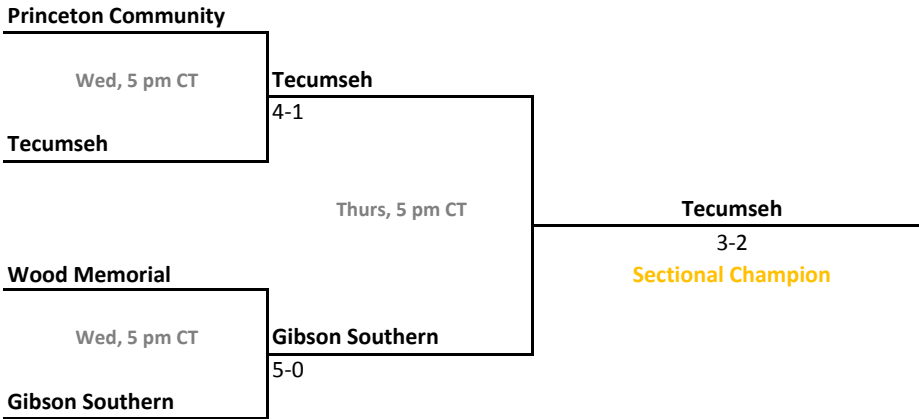 Princeton Community
Wed, 5 pm CT
Tecumseh
4-1
Tecumseh
Thurs, 5 pm CT
Tecumseh
3-2
Sectional Champion
Wood Memorial
Wed, 5 pm CT
Gibson Southern
5-0
Gibson Southern